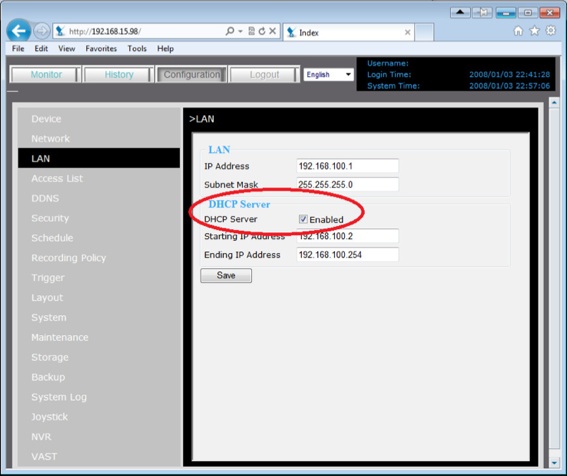 http://192.168.15.98/
Index
File Edit View Favorites Tools Help
Monitor History Configuration Logout English
Username:
Login Time: 2008/01/03 22:41:28
System Time: 2008/01/03 22:57:06
Device
Network
LAN
Access List
DDNS
Security
Schedule
Recording Policy
Trigger
Layout
System
Maintenance
Storage
Backup
System Log
Joystick
NVR
VAST
>LAN
LAN
IP Address 192.168.100.1
Subnet Mask 255.255.255.0
DHCP Server
DHCP Server Enabled
Starting IP Address 192.168.100.2
Ending IP Address 192.168.100.254
Save